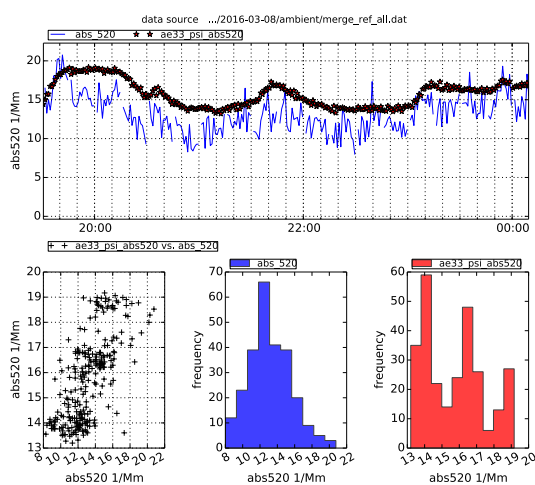 data source .../2016-03-08/ambient/merge_ref_all.dat
abs_520 ae33_psi_abs520
abs520 1/Mm
20
15
10
5
0
20:00 22:00 00:00
ae33_psi_abs520 vs. abs_520
abs520 1/Mm
20
19
18
17
16
15
14
13
8 10 12 14 16 18 20 22
abs520 1/Mm
abs_520
frequency
70
60
50
40
30
20
10
0
8 10 12 14 16 18 20 22
abs520 1/Mm
ae33_psi_abs520
frequency
60
50
40
30
20
10
0
13 14 15 16 17 18 19 20
abs520 1/Mm